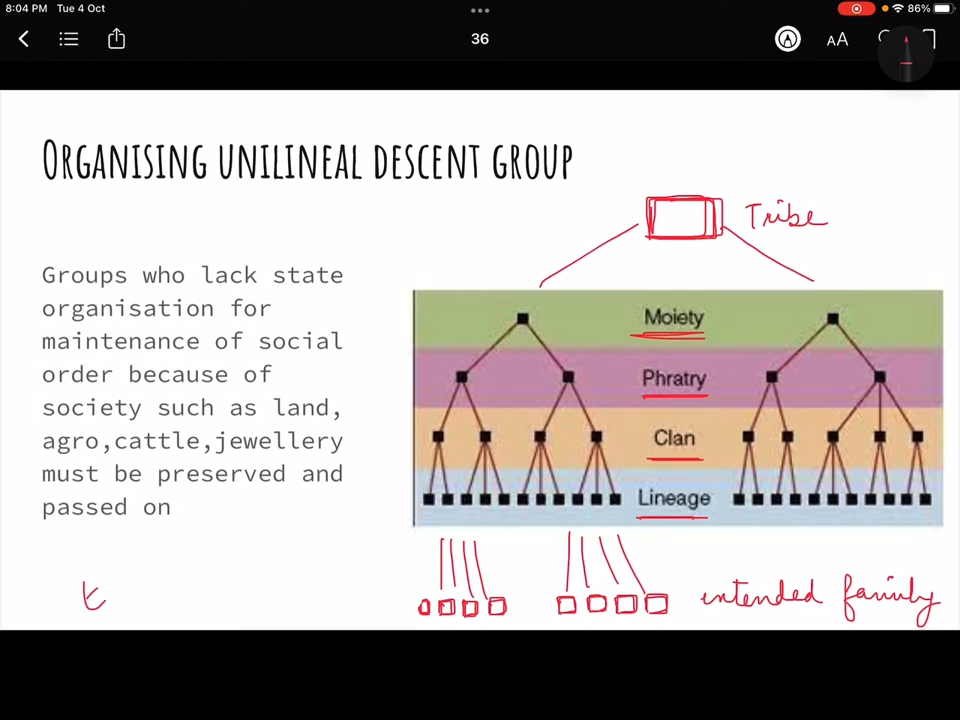 8:04 PM Tue 4 Oct
86%
36
AA
ORGANISING UNILINEAL DESCENT GROUP
Tribe
Groups who lack state
organisation for
maintenance of social
order because of
society such as land,
agro,cattle,jewellery
must be preserved and
passed on
Moiety
Phratry
Clan
Lineage
intended family
t